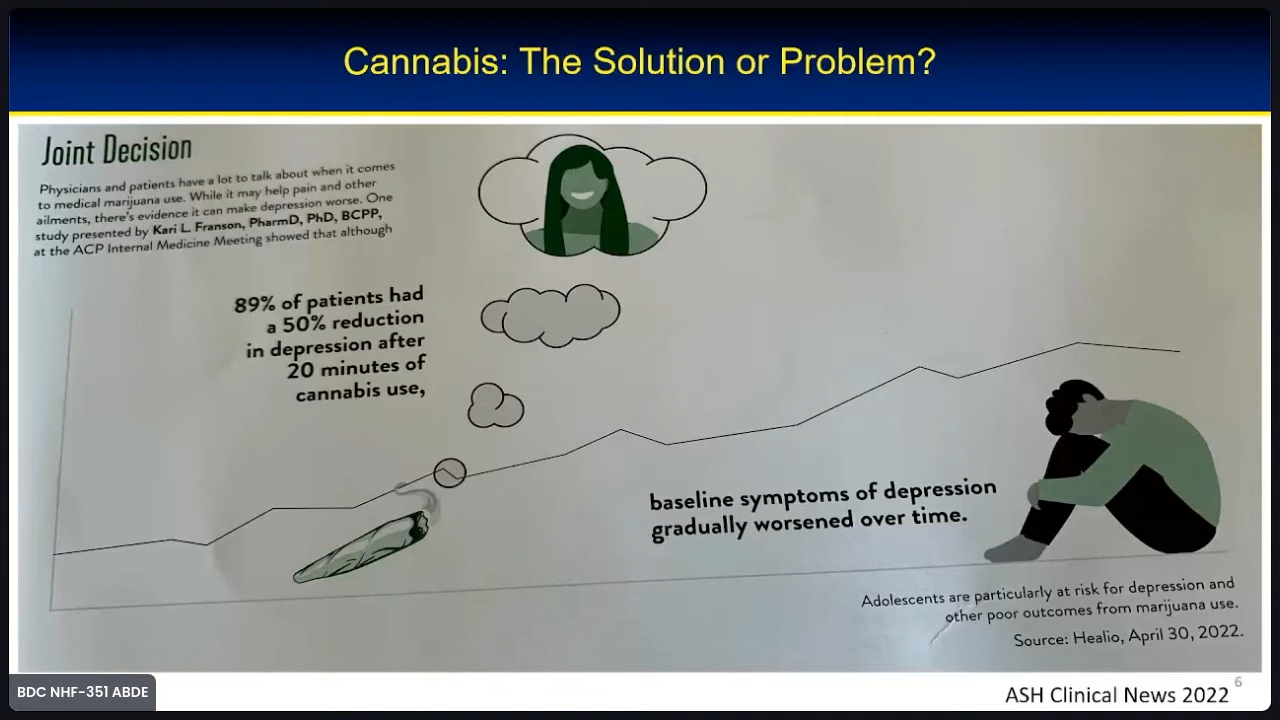 Cannabis: The Solution or Problem?
Joint Decision
Physicians and patients have a lot to talk about when it comes
to medical marijuana use. While it may help pain and other
ailments, there's evidence it can make depression worse. One
study presented by Kari L. Franson, PharmD, PhD, BCPP,
at the ACP Internal Medicine Meeting showed that although
89% of patients had
a 50% reduction
in depression after
20 minutes of
cannabis use,
baseline symptoms of depression
gradually worsened over time.
Adolescents are particularly at risk for depression and
other poor outcomes from marijuana use.
Source: Healio, April 30, 2022.
BDC NHF-351 ABDE
ASH Clinical News 2022
6